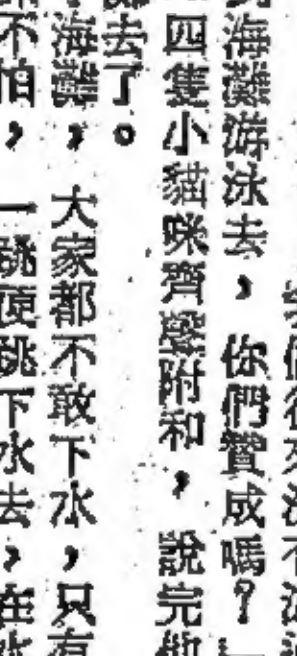 海灘游泳去，你們贊成嗎？
四隻小貓咪齊聲附和，說完
去了。
海灘，大家都不敢下水，只有
不怕，一跳便跳下水去，在